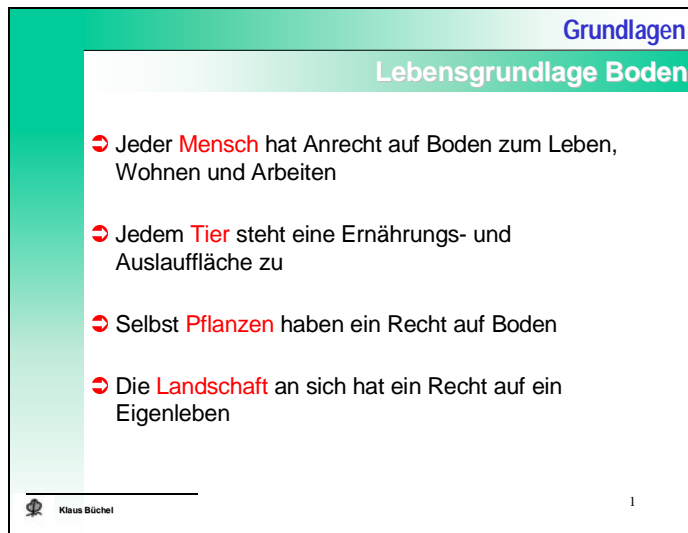 Grundlagen
Lebensgrundlage Boden
Jeder Mensch hat Anrecht auf Boden zum Leben,
Wohnen und Arbeiten
Jedem Tier steht eine Ernährungs- und
Auslauffläche zu
Selbst Pflanzen haben ein Recht auf Boden
Die Landschaft an sich hat ein Recht auf ein
Eigenleben
Klaus Büchel
1